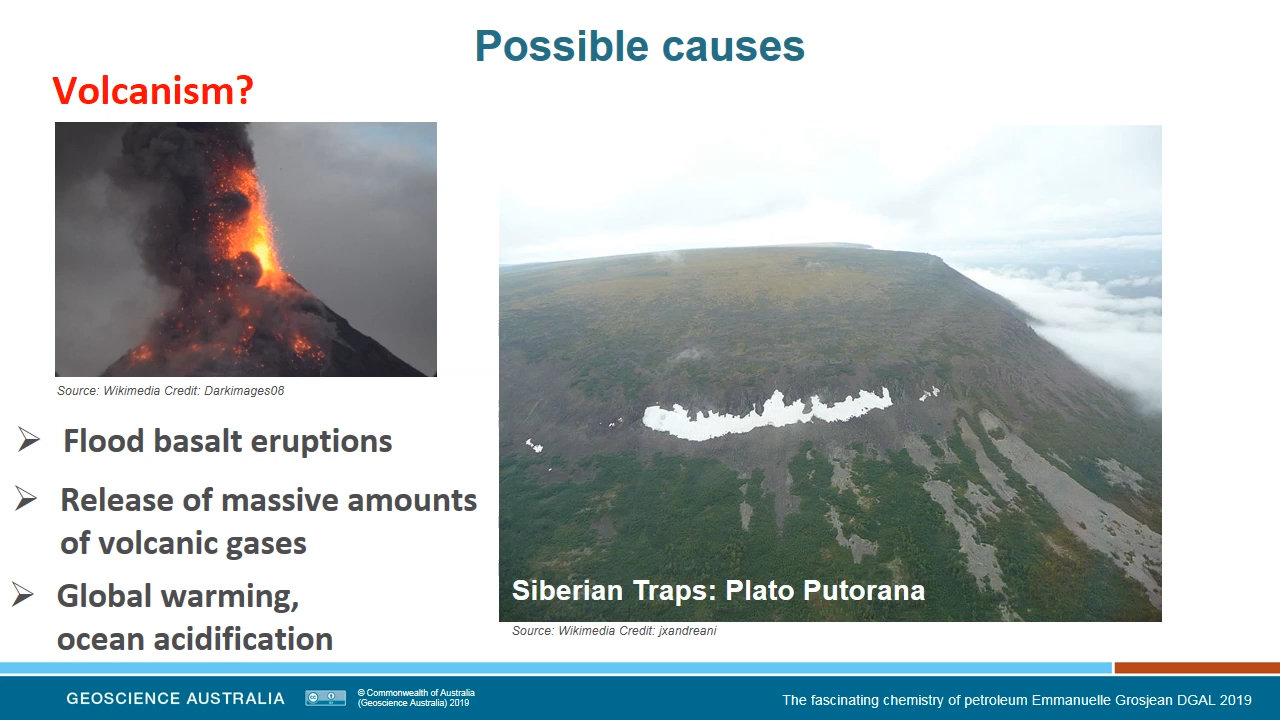 Possible causes
Volcanism?
Source: Wikimedia Credit: Darkimages08
➢ Flood basalt eruptions
➢ Release of massive amounts
of volcanic gases
➢ Global warming,
ocean acidification
Siberian Traps: Plato Putorana
Source: Wikimedia Credit: jxandreani
GEOSCIENCE AUSTRALIA
© Commonwealth of Australia
(Geoscience Australia) 2019
The fascinating chemistry of petroleum Emmanuelle Grosjean DGAL 2019